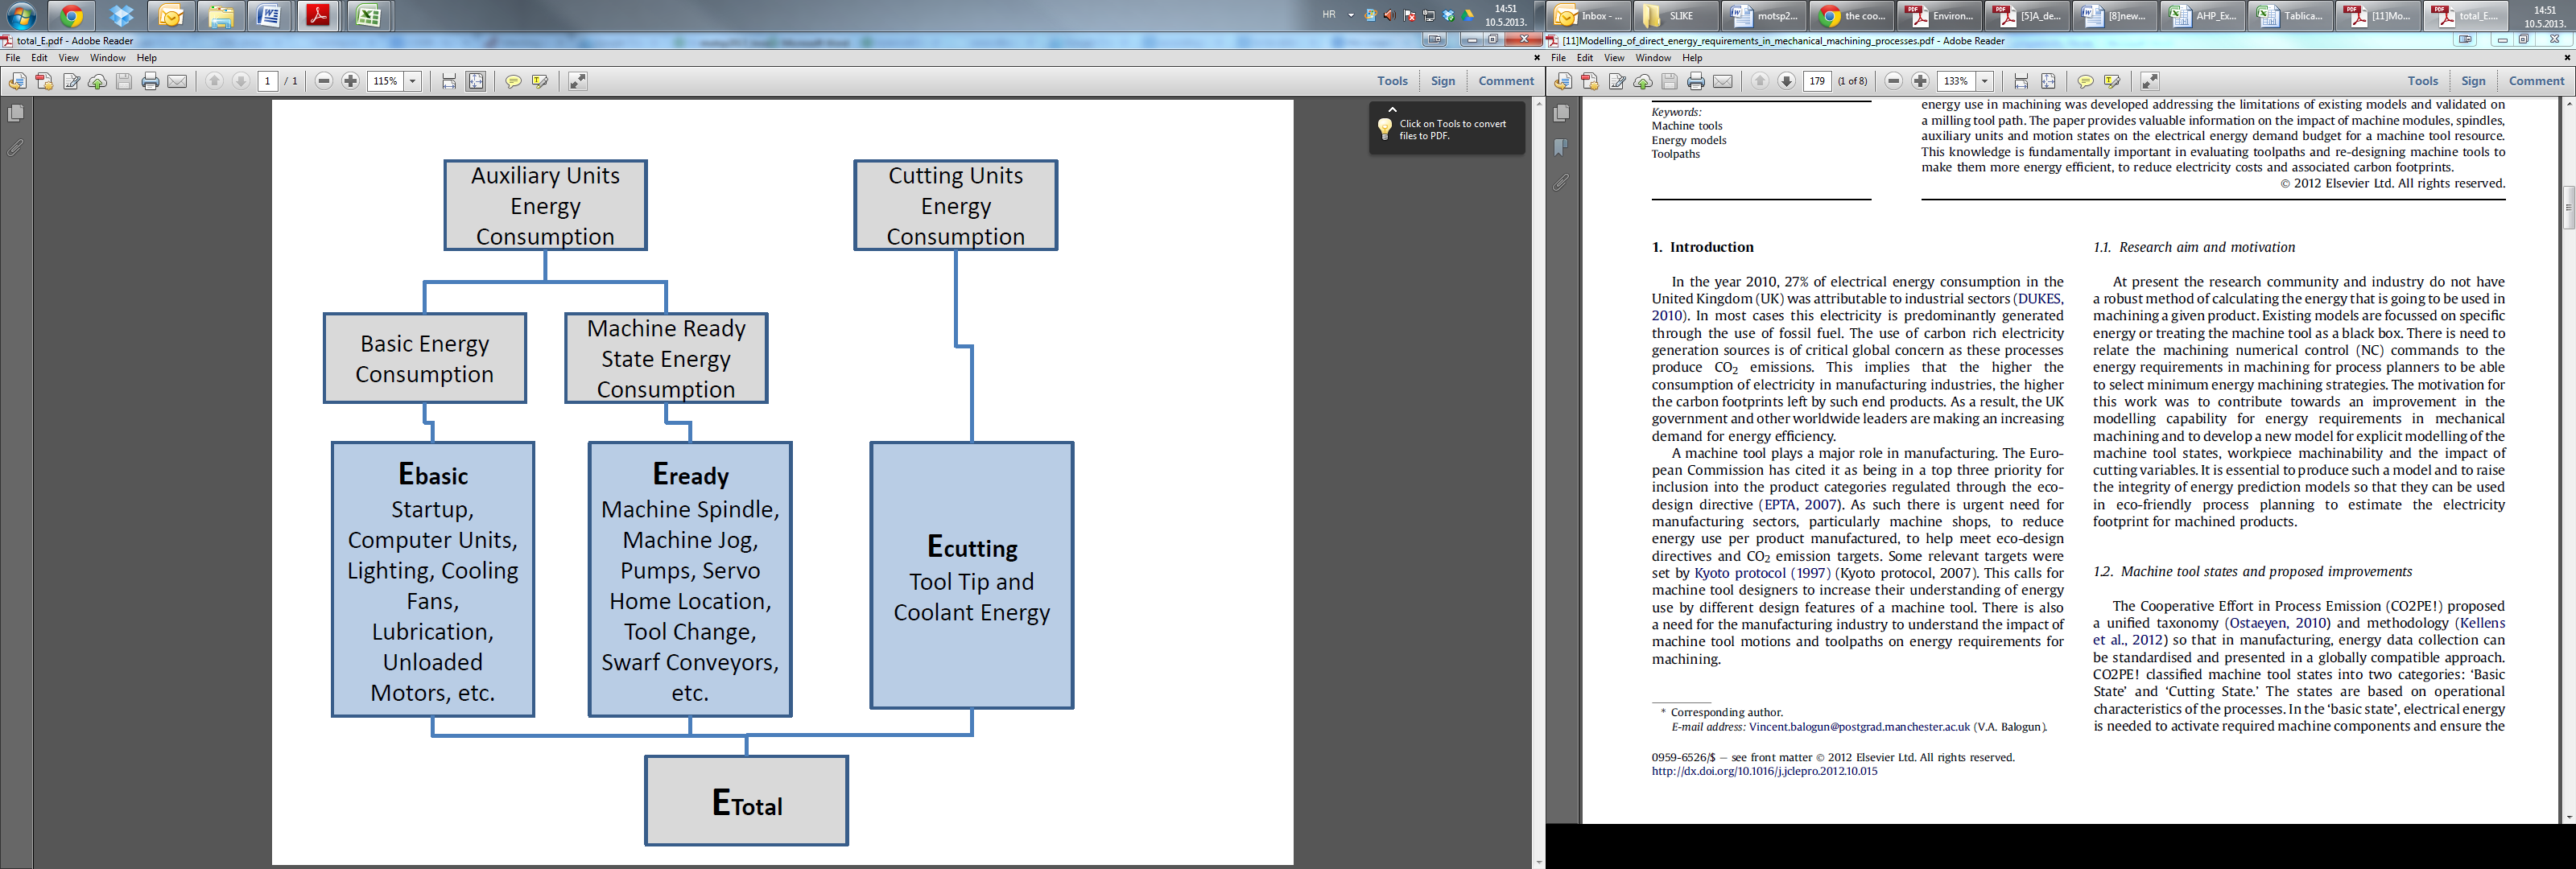 HR
14:51
10.5.2013.
Inbox - ...
SLIKE
motsp2...
the coo...
Environ...
[5]A_de...
[8]new...
AHP_Ex...
Tablica...
[11]Mo...
total_E....
14:51
10.5.2013.
total_E.pdf - Adobe Reader
File Edit View Window Help
1 / 1
115%
Tools Sign Comment
Click on Tools to convert
files to PDF.
Auxiliary Units
Energy
Consumption
Cutting Units
Energy
Consumption
Basic Energy
Consumption
Machine Ready
State Energy
Consumption
Ebasic
Startup,
Computer Units,
Lighting, Cooling
Fans,
Lubrication,
Unloaded
Motors, etc.
Eready
Machine Spindle,
Machine Jog,
Pumps, Servo
Home Location,
Tool Change,
Swarf Conveyors,
etc.
Ecutting
Tool Tip and
Coolant Energy
ETotal
[11]Modelling_of_direct_energy_requirements_in_mechanical_machining_processes.pdf - Adobe Reader
File Edit View Window Help
179 (1 of 8)
133%
Tools Sign Comment
Keywords:
Machine tools
Energy models
Toolpaths
energy use in machining was developed addressing the limitations of existing models and validated on
a milling tool path. The paper provides valuable information on the impact of machine modules, spindles,
auxiliary units and motion states on the electrical energy demand budget for a machine tool resource.
This knowledge is fundamentally important in evaluating toolpaths and re-designing machine tools to
make them more energy efficient, to reduce electricity costs and associated carbon footprints.
© 2012 Elsevier Ltd. All rights reserved.
1. Introduction
In the year 2010, 27% of electrical energy consumption in the
United Kingdom (UK) was attributable to industrial sectors (DUKES,
2010). In most cases this electricity is predominantly generated
through the use of fossil fuel. The use of carbon rich electricity
generation sources is of critical global concern as these processes
produce CO2 emissions. This implies that the higher the
consumption of electricity in manufacturing industries, the higher
the carbon footprints left by such end products. As a result, the UK
government and other worldwide leaders are making an increasing
demand for energy efficiency.
A machine tool plays a major role in manufacturing. The Euro-
pean Commission has cited it as being in a top three priority for
inclusion into the product categories regulated through the eco-
design directive (EPTA, 2007). As such there is urgent need for
manufacturing sectors, particularly machine shops, to reduce
energy use per product manufactured, to help meet eco-design
directives and CO2 emission targets. Some relevant targets were
set by Kyoto protocol (1997) (Kyoto protocol, 2007). This calls for
machine tool designers to increase their understanding of energy
use by different design features of a machine tool. There is also
a need for the manufacturing industry to understand the impact of
machine tool motions and toolpaths on energy requirements for
machining.
* Corresponding author.
E-mail address: Vincent.balogun@postgrad.manchester.ac.uk (V.A. Balogun).
0959-6526/$ – see front matter © 2012 Elsevier Ltd. All rights reserved.
http://dx.doi.org/10.1016/j.jclepro.2012.10.015
1.1. Research aim and motivation
At present the research community and industry do not have
a robust method of calculating the energy that is going to be used in
machining a given product. Existing models are focussed on specific
energy or treating the machine tool as a black box. There is need to
relate the machining numerical control (NC) commands to the
energy requirements in machining for process planners to be able
to select minimum energy machining strategies. The motivation for
this work was to contribute towards an improvement in the
modelling capability for energy requirements in mechanical
machining and to develop a new model for explicit modelling of the
machine tool states, workpiece machinability and the impact of
cutting variables. It is essential to produce such a model and to raise
the integrity of energy prediction models so that they can be used
in eco-friendly process planning to estimate the electricity
footprint for machined products.
1.2. Machine tool states and proposed improvements
The Cooperative Effort in Process Emission (CO2PE!) proposed
a unified taxonomy (Ostaeyen, 2010) and methodology (Kellens
et al., 2012) so that in manufacturing, energy data collection can
be standardised and presented in a globally compatible approach.
CO2PE! classified machine tool states into two categories: ‘Basic
State’ and ‘Cutting State.’ The states are based on operational
characteristics of the processes. In the ‘basic state’, electrical energy
is needed to activate required machine components and ensure the